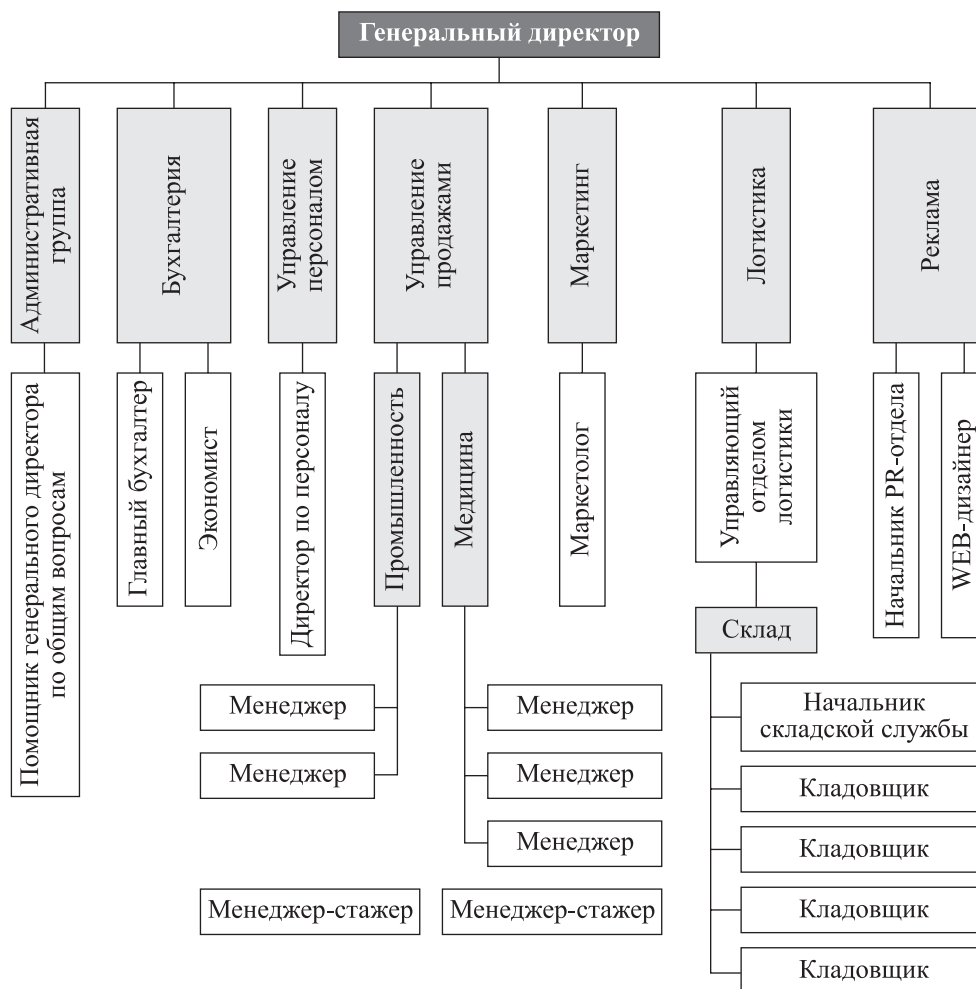 Генеральный директор
Административная
группа
Бухгалтерия
Управление
персоналом
Управление
продажами
Маркетинг
Логистика
Реклама
Помощник генерального директора
по общим вопросам
Главный бухгалтер
Экономист
Директор по персоналу
Промышленность
Медицина
Маркетолог
Управляющий
отделом
логистики
Начальник PR-отдела
WEB-дизайнер
Склад
Менеджер
Менеджер
Менеджер
Менеджер
Менеджер
Менеджер-стажер
Менеджер-стажер
Начальник
складской службы
Кладовщик
Кладовщик
Кладовщик
Кладовщик